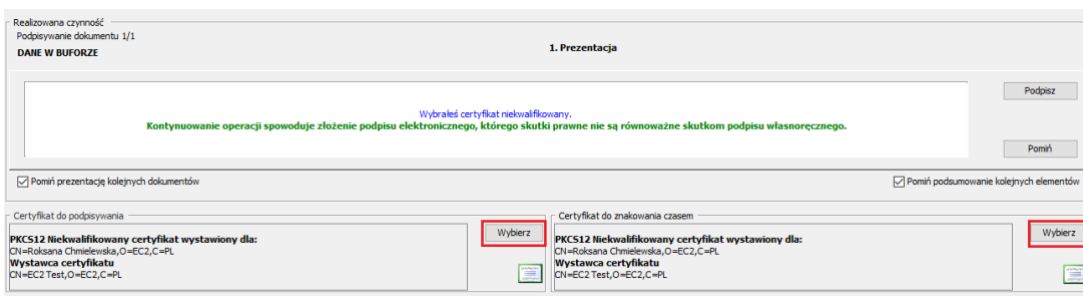 Realizowana czynność
Podpisywanie dokumentu 1/1
DANE W BUFORZE
1. Prezentacja
Wybrałeś certyfikat niekwalifikowany.
Kontynuowanie operacji spowoduje złożenie podpisu elektronicznego, którego skutki prawne nie są równoważne skutkom podpisu własnoręcznego.
Podpisz
Pomiń
Pomiń prezentację kolejnych dokumentów
Pomiń podsumowanie kolejnych elementów
Certyfikat do podpisywania
PKCS12 Niekwalifikowany certyfikat wystawiony dla:
CN=Roksana Chmielewska,O=EC2,C=PL
Wystawca certyfikatu
CN=EC2 Test,O=EC2,C=PL
Wybierz
Certyfikat do znakowania czasem
PKCS12 Niekwalifikowany certyfikat wystawiony dla:
CN=Roksana Chmielewska,O=EC2,C=PL
Wystawca certyfikatu
CN=EC2 Test,O=EC2,C=PL
Wybierz